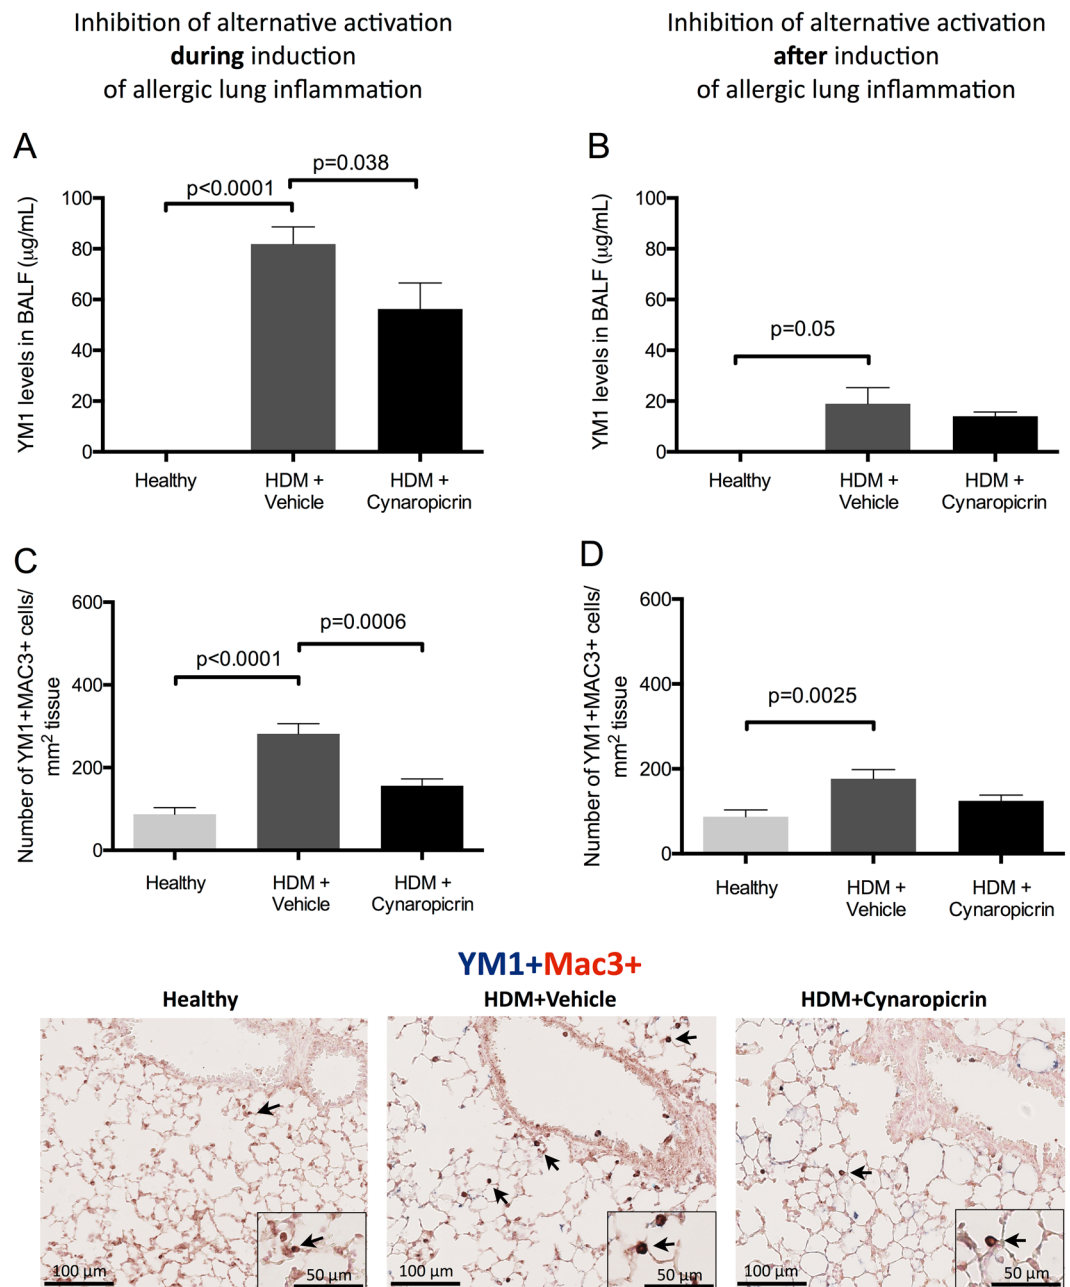 Inhibition of alternative activation
during induction
of allergic lung inflammation
Inhibition of alternative activation
after induction
of allergic lung inflammation
A
p=0.038
p<0.0001
YM1 levels in BALF (μg/mL)
100
80
60
40
20
0
Healthy
HDM +
Vehicle
HDM +
Cynaropicrin
B
p=0.05
YM1 levels in BALF (μg/mL)
100
80
60
40
20
0
Healthy
HDM +
Vehicle
HDM +
Cynaropicrin
C
p=0.0006
p<0.0001
Number of YM1+MAC3+ cells/
mm² tissue
600
400
200
0
Healthy
HDM +
Vehicle
HDM +
Cynaropicrin
D
p=0.0025
Number of YM1+MAC3+ cells/
mm² tissue
600
400
200
0
Healthy
HDM +
Vehicle
HDM +
Cynaropicrin
YM1+Mac3+
Healthy
HDM+Vehicle
HDM+Cynaropicrin
100 μm
50 μm
100 μm
50 μm
100 μm
50 μm